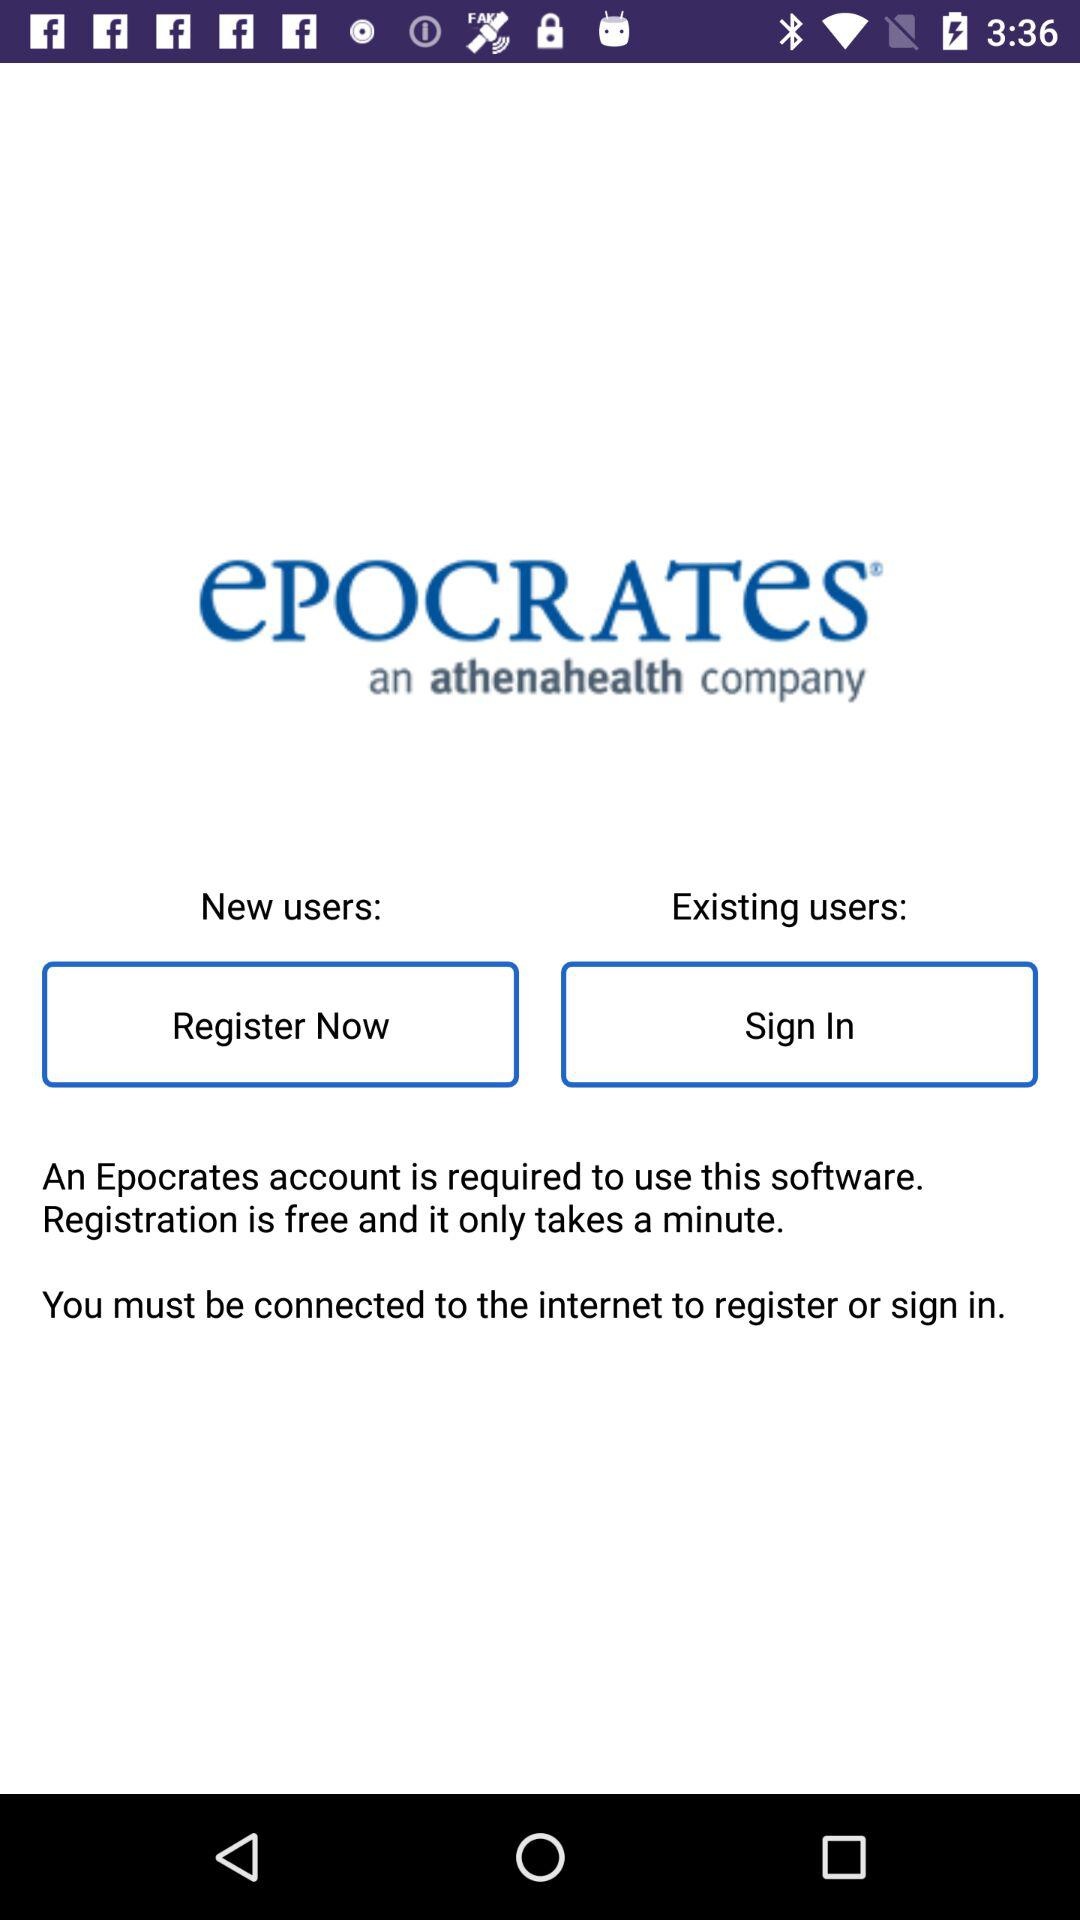 FAKE
3:36
ePOCRATeS®
an athenahealth company
New users:
Existing users:
Register Now
Sign In
An Epocrates account is required to use this software.
Registration is free and it only takes a minute.
You must be connected to the internet to register or sign in.